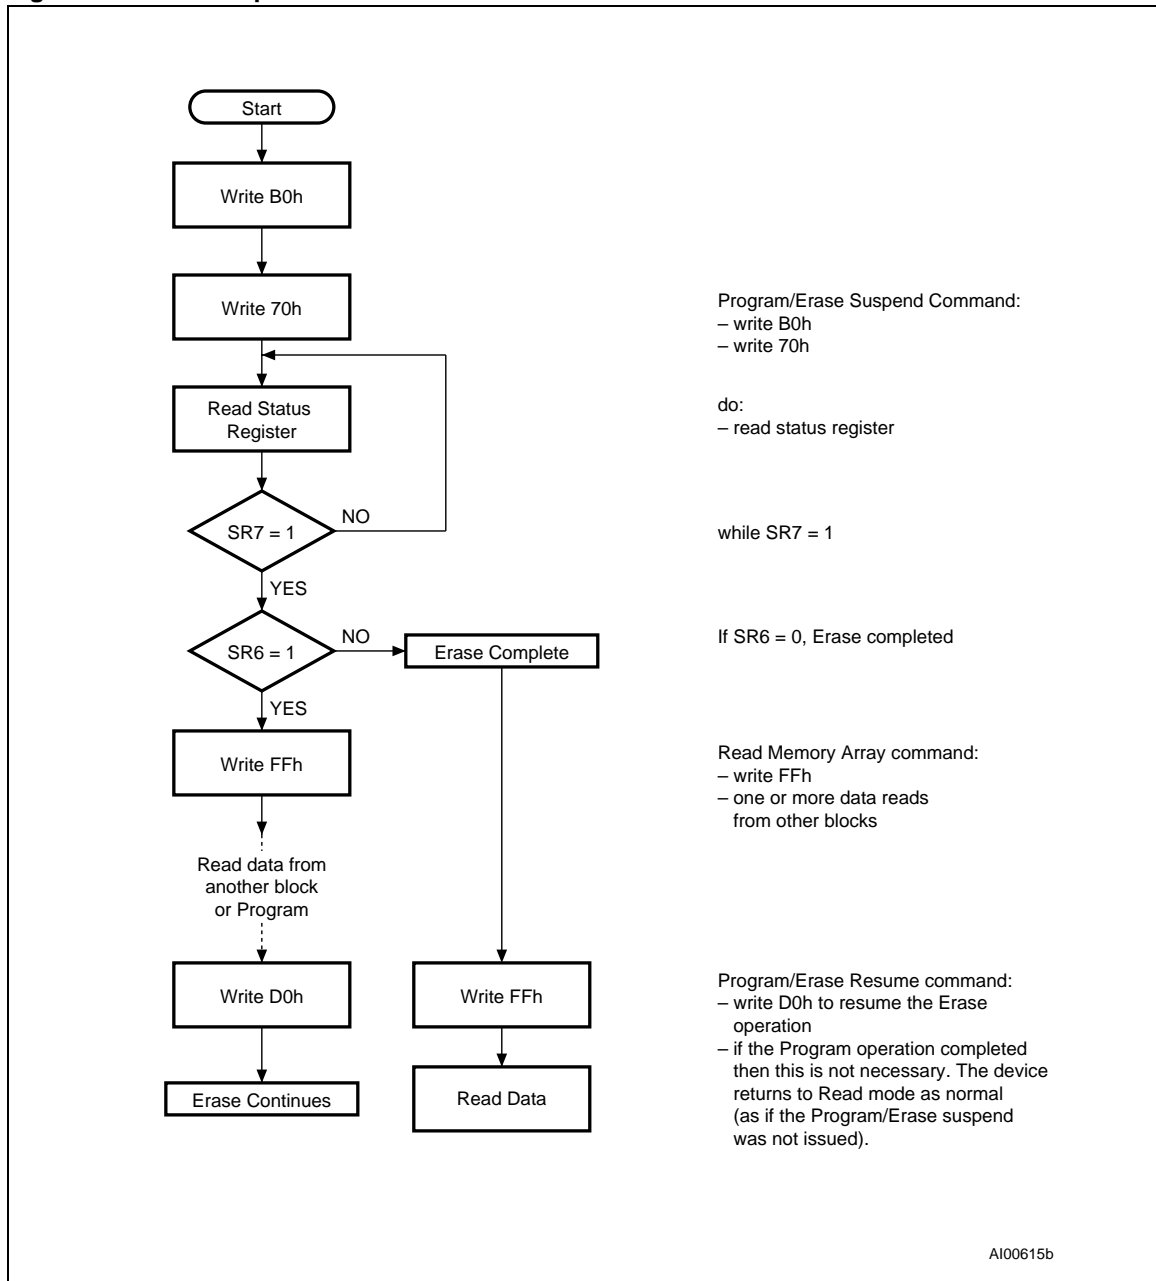 Start
Write B0h
Write 70h
Program/Erase Suspend Command:
– write B0h
– write 70h
Read Status
Register
do:
– read status register
NO
SR7 = 1
while SR7 = 1
YES
NO
SR6 = 1
Erase Complete
If SR6 = 0, Erase completed
YES
Write FFh
Read Memory Array command:
– write FFh
– one or more data reads
from other blocks
Read data from
another block
or Program
Write D0h
Write FFh
Program/Erase Resume command:
– write D0h to resume the Erase
operation
– if the Program operation completed
then this is not necessary. The device
returns to Read mode as normal
(as if the Program/Erase suspend
was not issued).
Erase Continues
Read Data
AI00615b